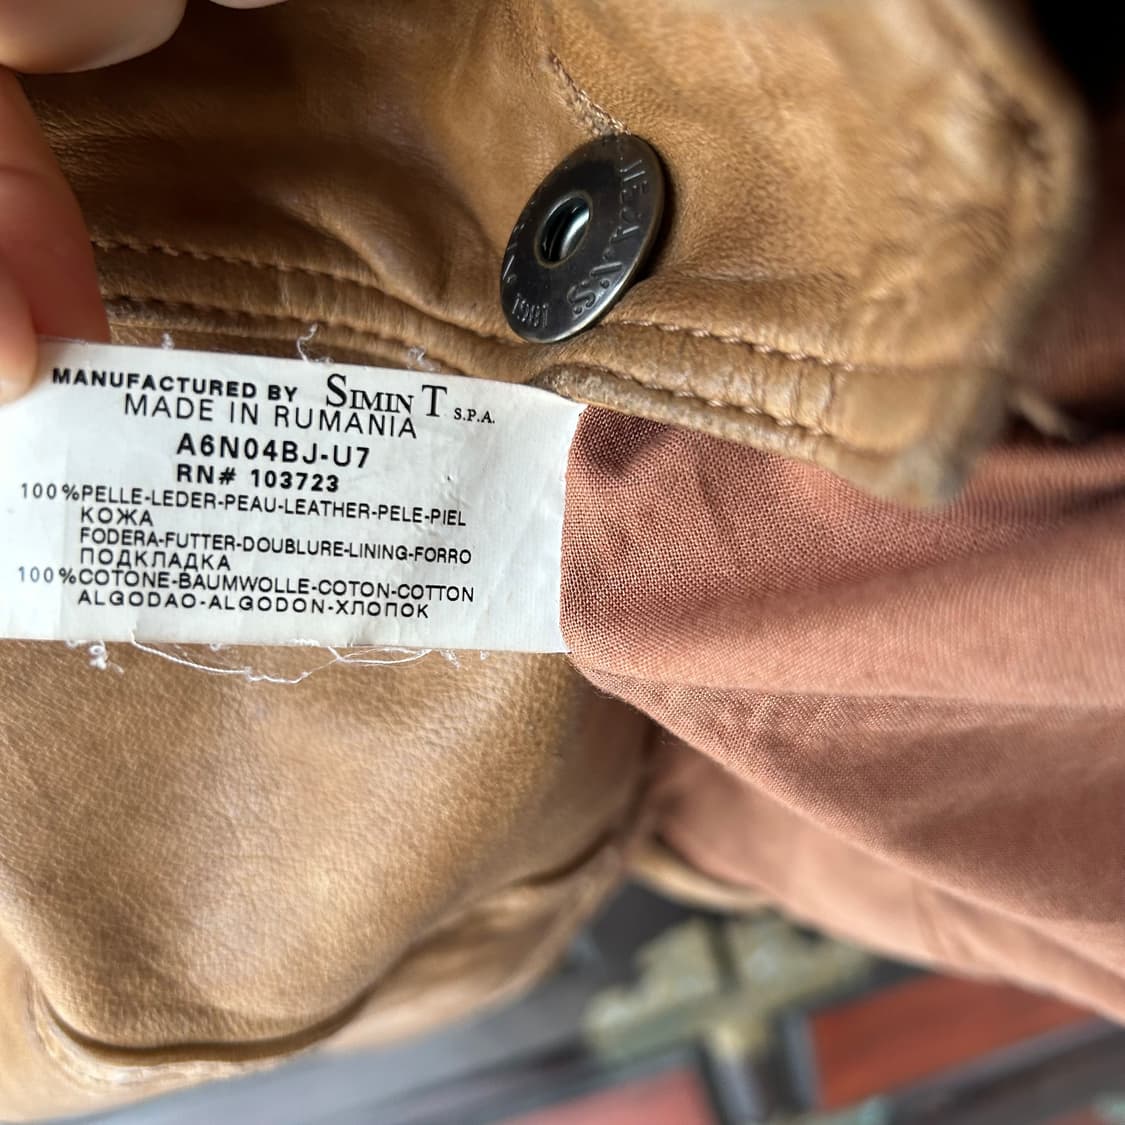 1981
MANUFACTURED BY SIMIN T S.P.A.
MADE IN RUMANIA
A6N04BJ-U7
RN# 103723
100%PELLE-LEDER-PEAU-LEATHER-PELE-PIEL
КОЖА
FODERA-FUTTER-DOUBLURE-LINING-FORRO
ПОДКЛАДКА
100%COTONE-BAUMWOLLE-COTON-COTTON
ALGODAO-ALGODON-ХЛОПОК